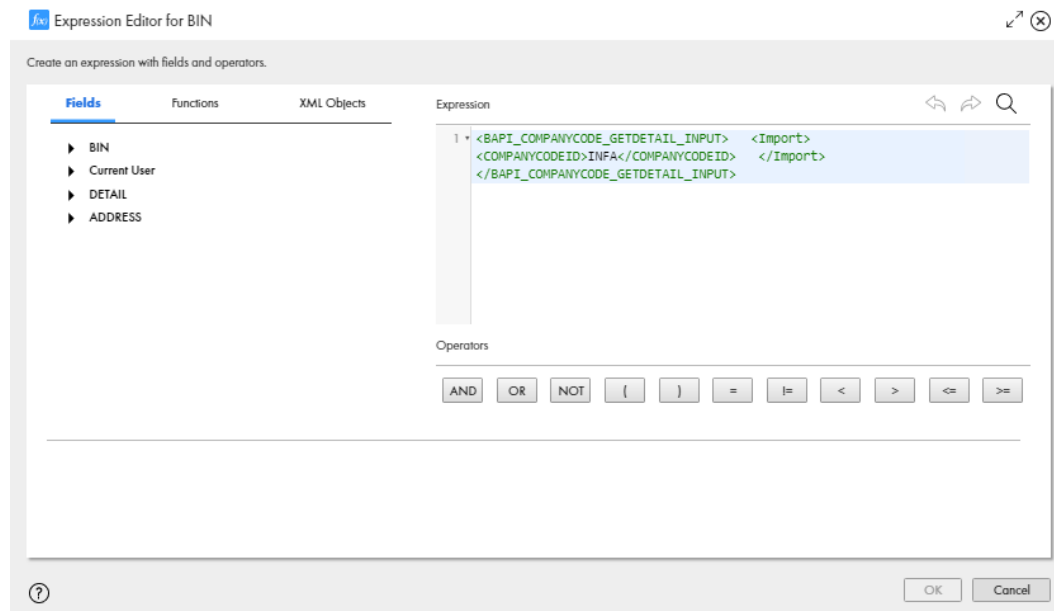 fxx Expression Editor for BIN
Create an expression with fields and operators.
Fields Functions XML Objects
BIN
Current User
DETAIL
ADDRESS
Expression
1 <BAPI_COMPANYCODE_GETDETAIL_INPUT> <Import>
<COMPANYCODEID>INFA</COMPANYCODEID> </Import>
</BAPI_COMPANYCODE_GETDETAIL_INPUT>
Operators
AND OR NOT ( ) = != < > <= >=
? OK Cancel